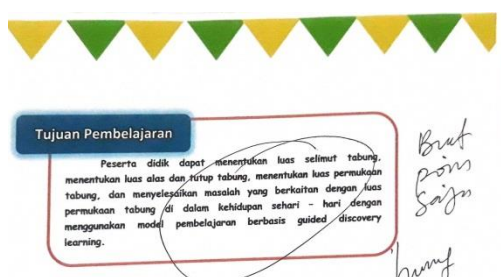 Tujuan Pembelajaran
Peserta didik dapat menentukan luas selimut tabung,
menentukan luas alas dan tutup tabung, menentukan luas permukaan
tabung, dan menyelesaikan masalah yang berkaitan dengan luas
permukaan tabung di dalam kehidupan sehari - hari dengan
menggunakan model pembelajaran berbasis guided discovery
learning.
Buat
poin
saja